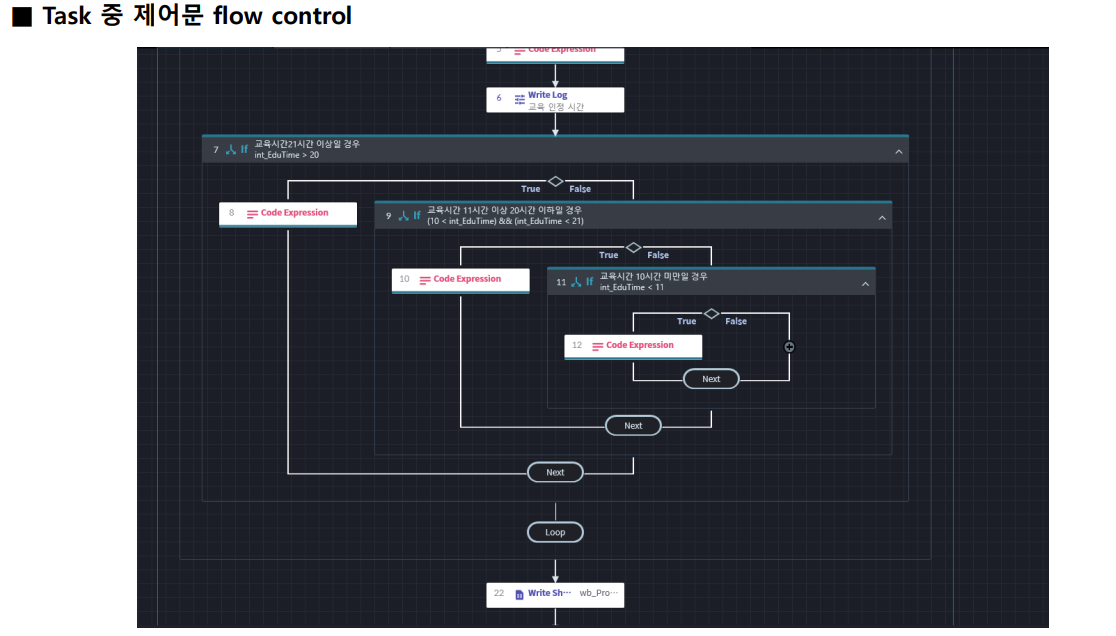 ■ Task 중 제어문 flow control
5 Code Expression
6 Write Log
교육 인정 시간
7 If 교육시간21시간 이상일 경우
int_EduTime > 20
True False
8 Code Expression
9 If 교육시간 11시간 이상 20시간 이하일 경우
(10 < int_EduTime) && (int_EduTime < 21)
True False
10 Code Expression
11 If 교육시간 10시간 미만일 경우
int_EduTime < 11
True False
12 Code Expression
Next
Next
Next
Loop
22 Write Sh··· wb_Pro···